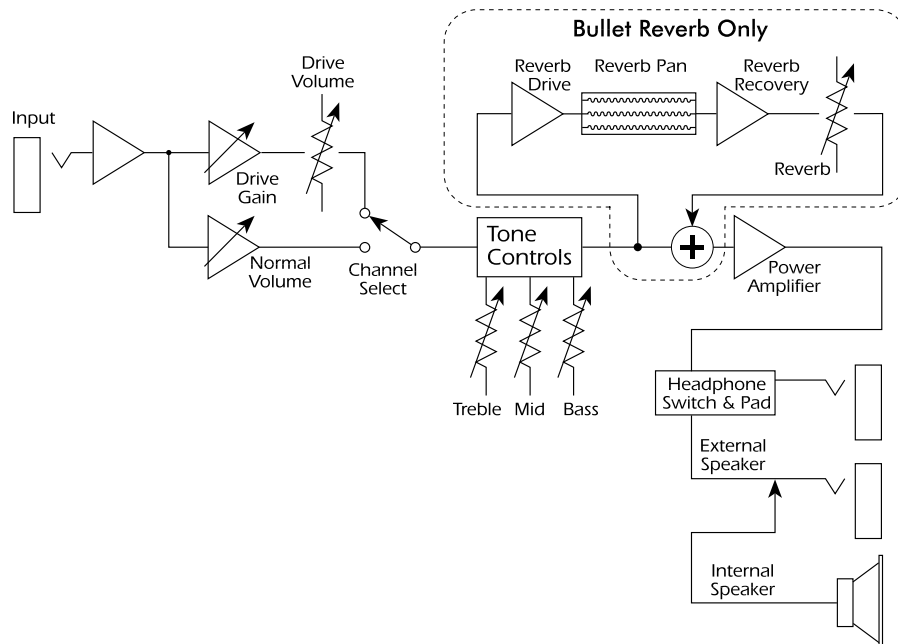 Bullet Reverb Only
Drive
Volume
Reverb
Drive
Reverb Pan
Reverb
Recovery
Input
Reverb
Drive
Gain
Normal
Volume
Channel
Select
Tone
Controls
+
Power
Amplifier
Treble
Mid
Bass
Headphone
Switch & Pad
External
Speaker
Internal
Speaker